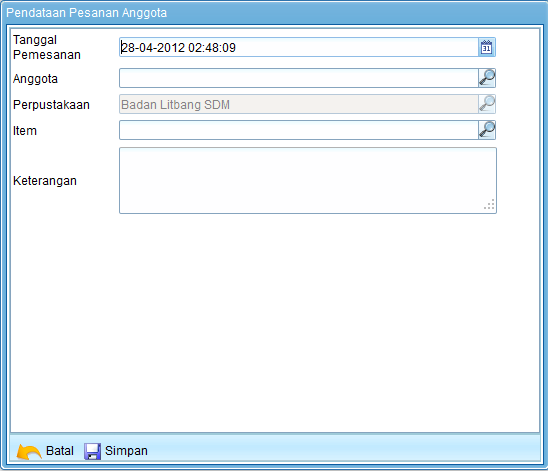 Pendataan Pesanan Anggota
Tanggal
Pemesanan
28-04-2012 02:48:09
31
Anggota
Perpustakaan
Badan Litbang SDM
Item
Keterangan
Batal
Simpan